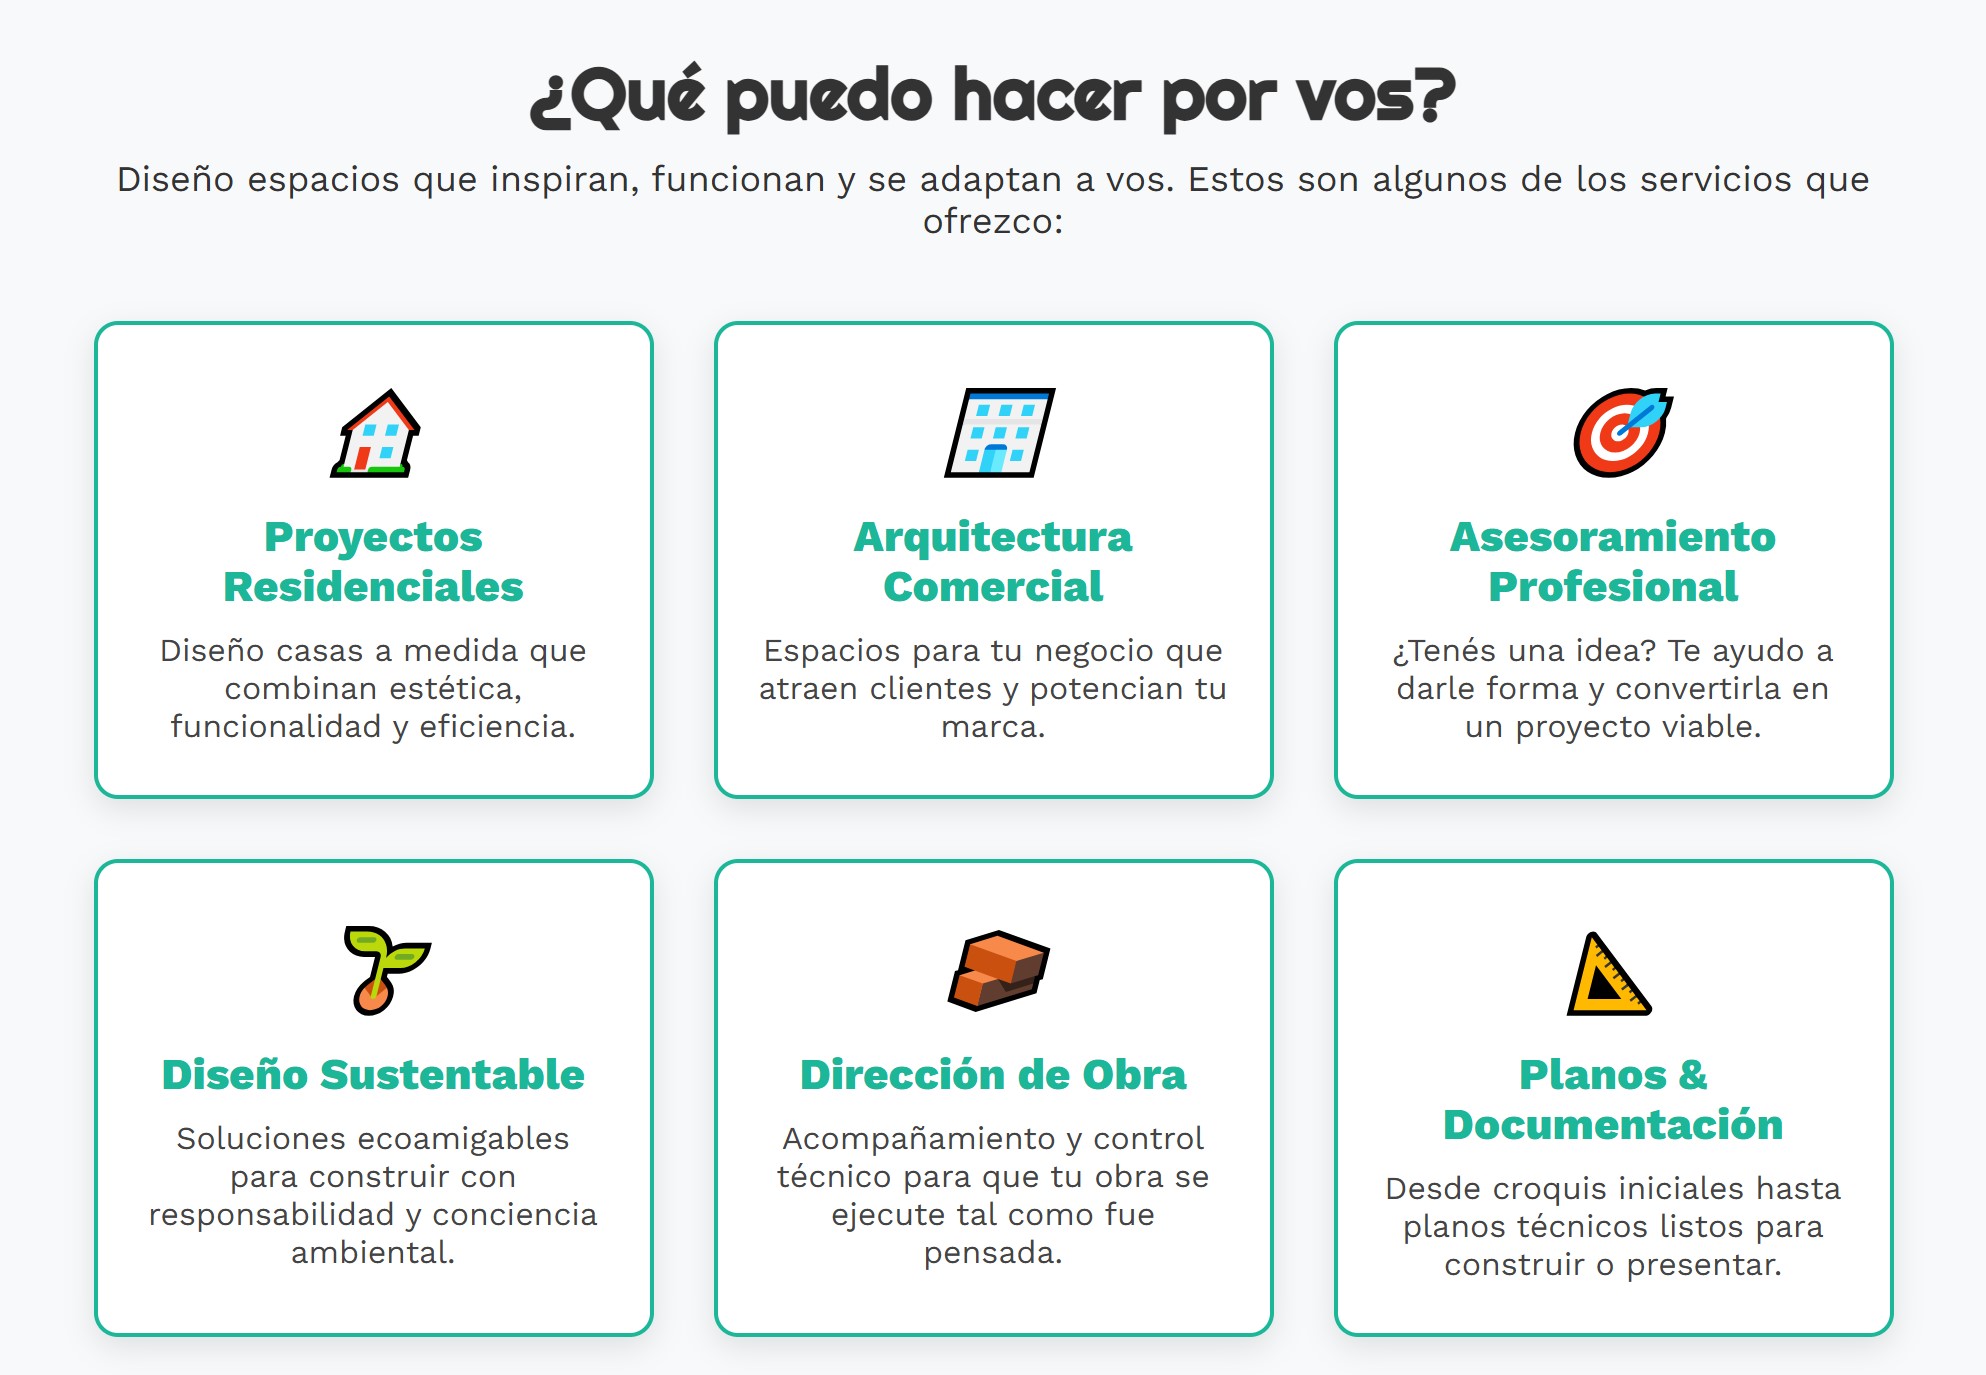 ¿Qué puedo hacer por vos?
Diseño espacios que inspiran, funcionan y se adaptan a vos. Estos son algunos de los servicios que
ofrezco:
Proyectos
Residenciales
Diseño casas a medida que
combinan estética,
funcionalidad y eficiencia.
Arquitectura
Comercial
Espacios para tu negocio que
atraen clientes y potencian tu
marca.
Asesoramiento
Profesional
¿Tenés una idea? Te ayudo a
darle forma y convertirla en
un proyecto viable.
Diseño Sustentable
Soluciones ecoamigables
para construir con
responsabilidad y conciencia
ambiental.
Dirección de Obra
Acompañamiento y control
técnico para que tu obra se
ejecute tal como fue
pensada.
Planos &
Documentación
Desde croquis iniciales hasta
planos técnicos listos para
construir o presentar.